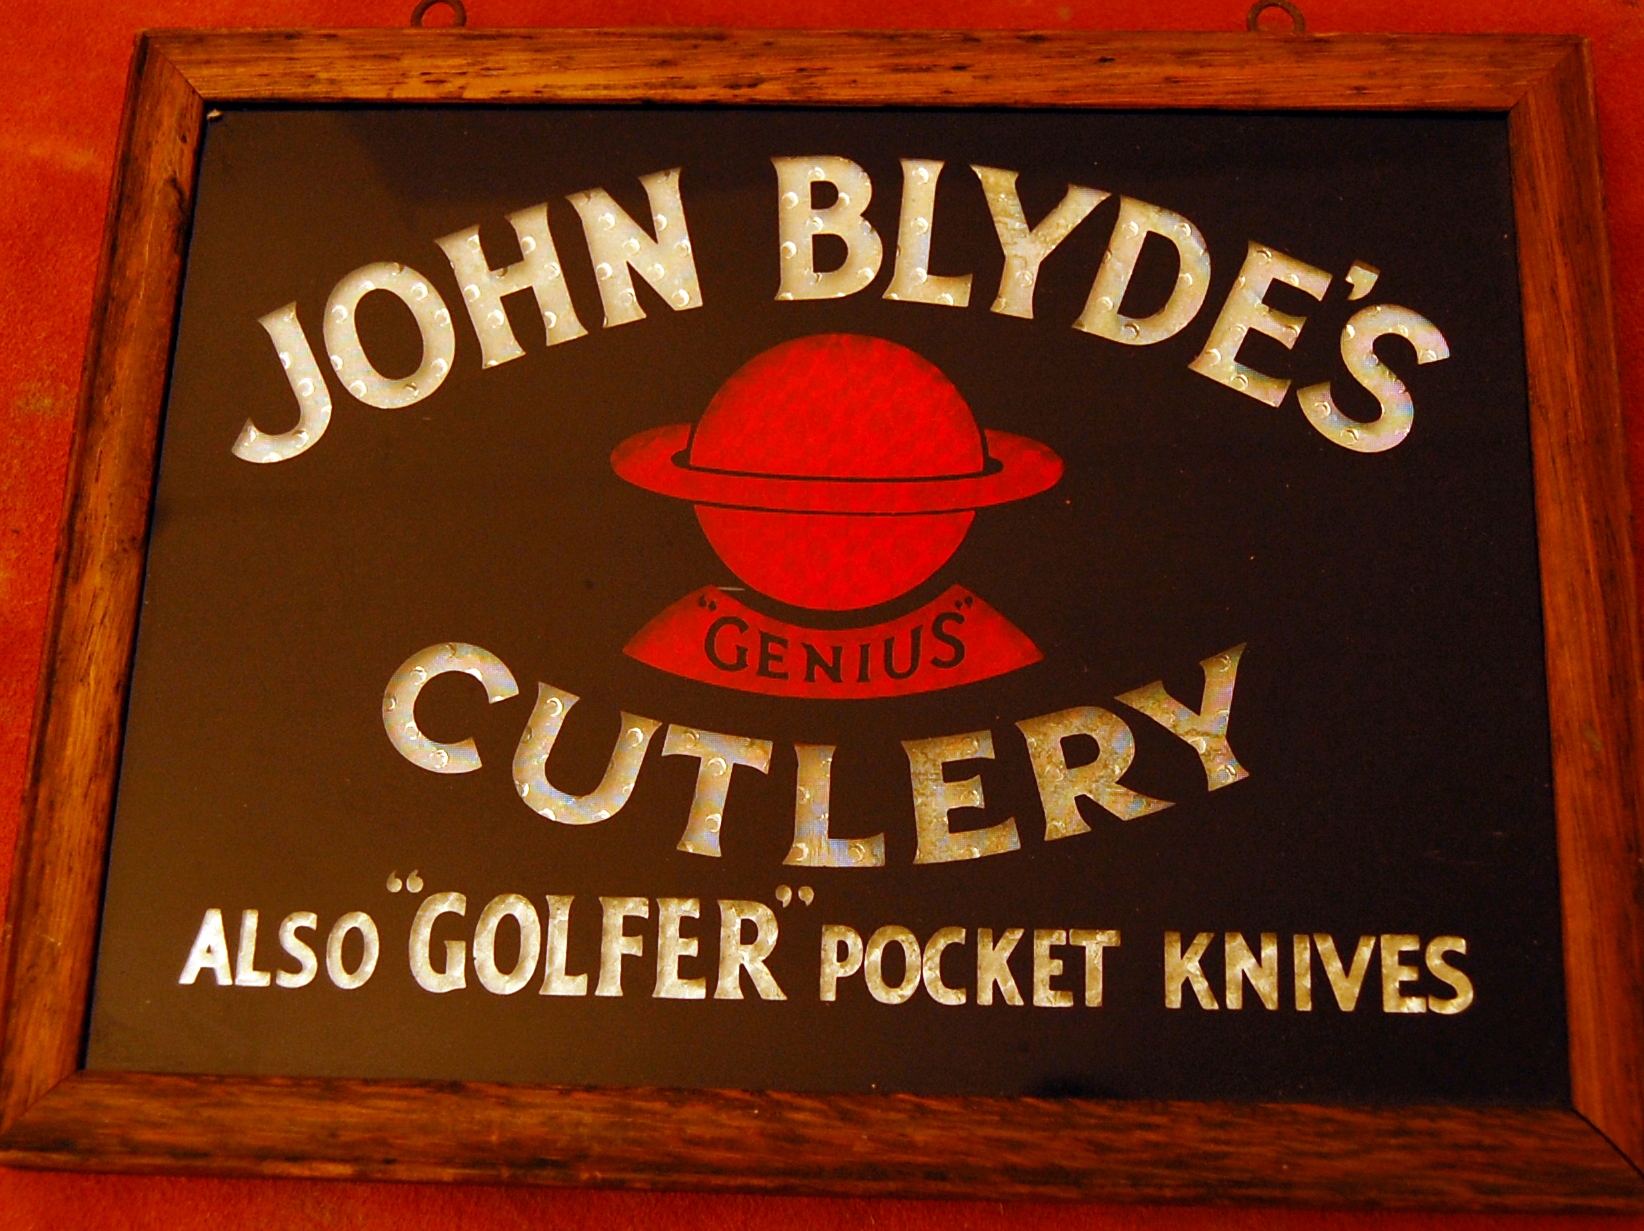 JOHN BLYDE'S
“GENIUS”
CUTLERY
ALSO “GOLFER” POCKET KNIVES